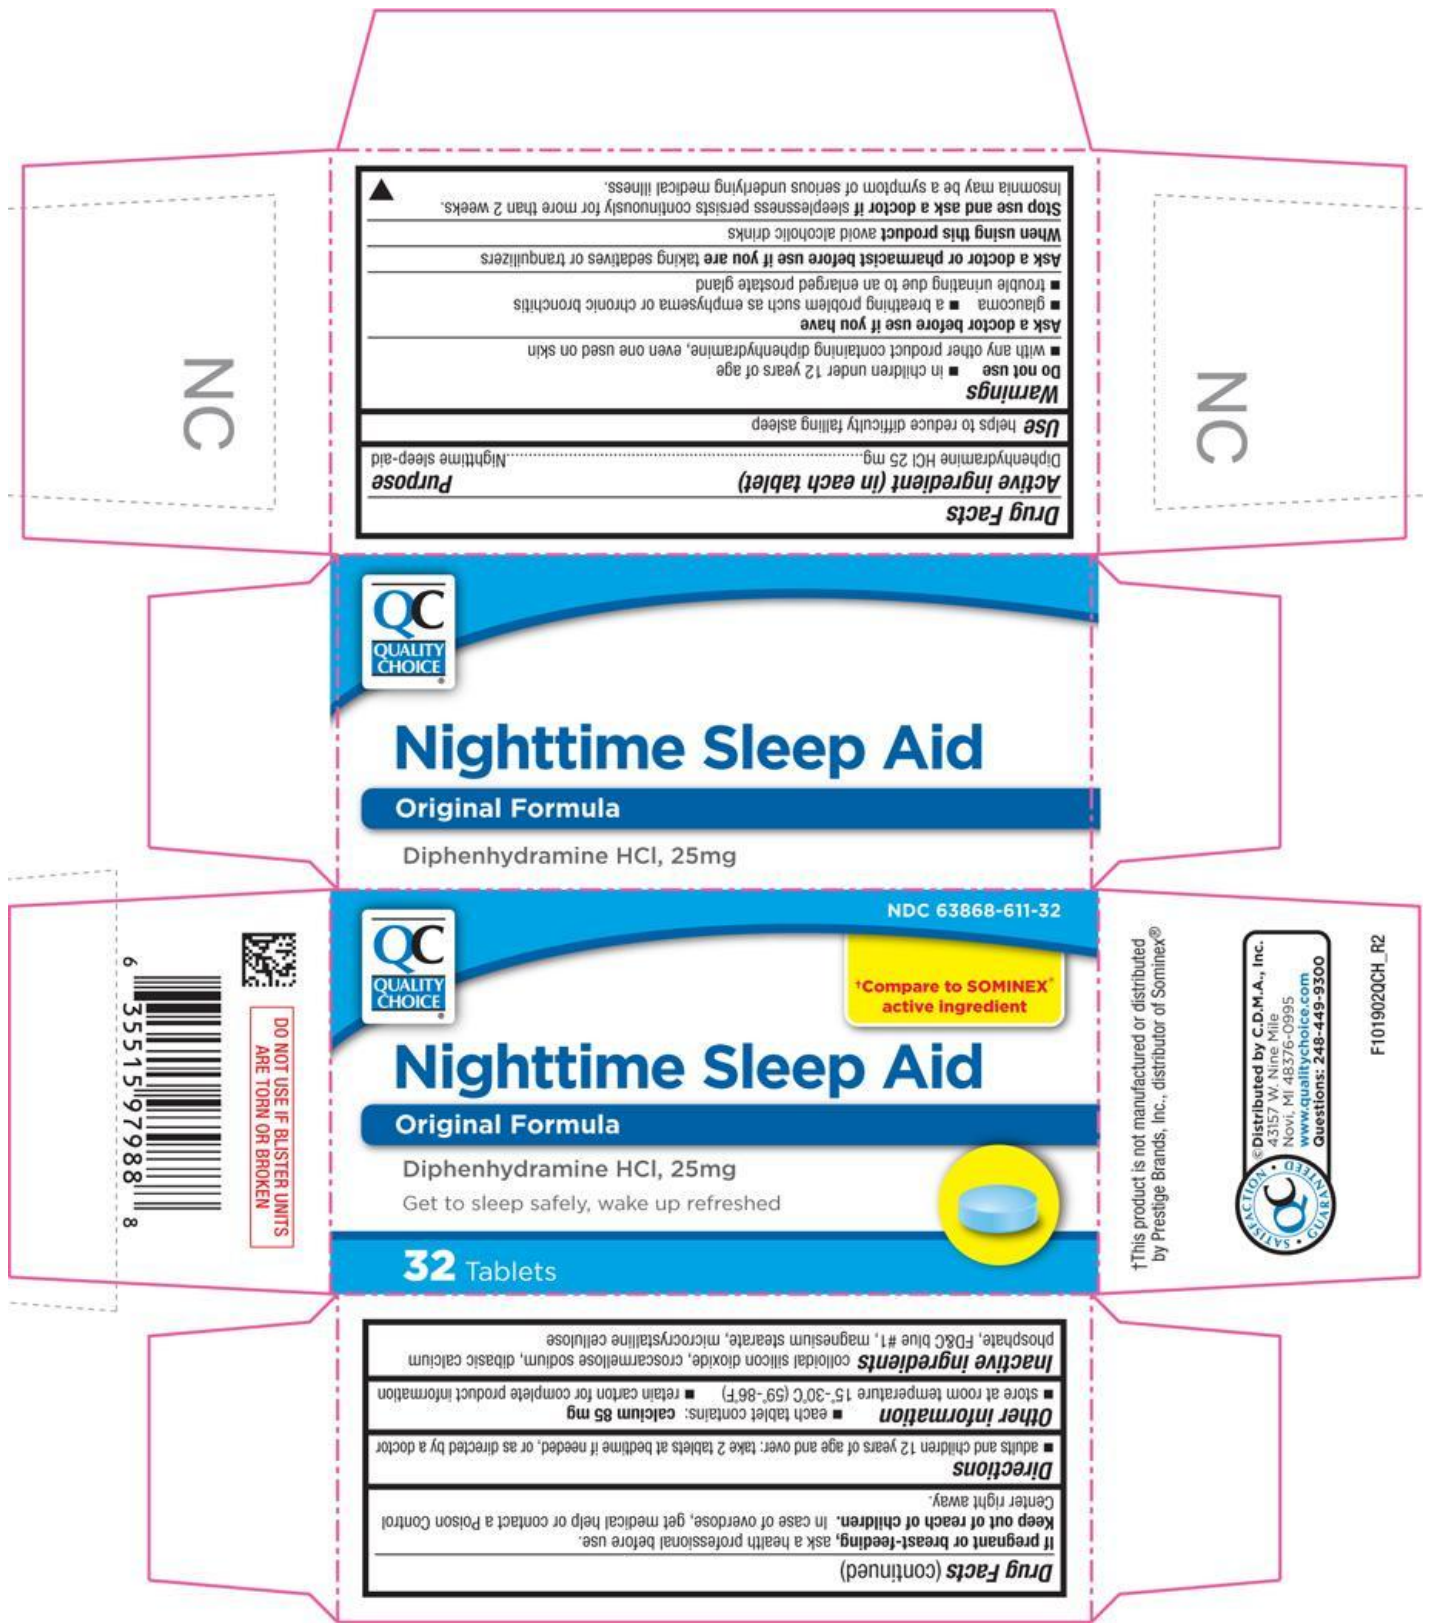 Drug Facts
Active ingredient (in each tablet) Purpose
Diphenhydramine HCl 25 mg........................................Nighttime sleep-aid
Use helps to reduce difficulty falling asleep
Warnings
Do not use ■ in children under 12 years of age
■ with any other product containing diphenhydramine, even one used on skin
Ask a doctor before use if you have
■ glaucoma ■ a breathing problem such as emphysema or chronic bronchitis
■ trouble urinating due to an enlarged prostate gland
Ask a doctor or pharmacist before use if you are taking sedatives or tranquilizers
When using this product avoid alcoholic drinks
Stop use and ask a doctor if sleeplessness persists continuously for more than 2 weeks.
Insomnia may be a symptom of serious underlying medical illness.
NC
NC
QC
QUALITY
CHOICE®
Nighttime Sleep Aid
Original Formula
Diphenhydramine HCl, 25mg
NDC 63868-611-32
QC
QUALITY
CHOICE®
†Compare to SOMINEX®
active ingredient
Nighttime Sleep Aid
Original Formula
Diphenhydramine HCl, 25mg
Get to sleep safely, wake up refreshed
32 Tablets
DO NOT USE IF BLISTER UNITS
ARE TORN OR BROKEN
6 35515 97988 8
†This product is not manufactured or distributed
by Prestige Brands, Inc., distributor of Sominex®
QC
SATISFACTION • GUARANTEED •
©Distributed by C.D.M.A., Inc.
43157 W. Nine Mile
Novi, MI 48376-0995
www.qualitychoice.com
Questions: 248-449-9300
F101902QCH_R2
Drug Facts (continued)
If pregnant or breast-feeding, ask a health professional before use.
Keep out of reach of children. In case of overdose, get medical help or contact a Poison Control
Center right away.
Directions
■ adults and children 12 years of age and over: take 2 tablets at bedtime if needed, or as directed by a doctor
Other information ■ each tablet contains: calcium 85 mg
■ store at room temperature 15°-30°C (59°-86°F) ■ retain carton for complete product information
Inactive ingredients colloidal silicon dioxide, croscarmellose sodium, dibasic calcium
phosphate, FD&C blue #1, magnesium stearate, microcrystalline cellulose